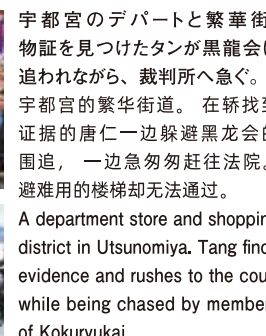 宇都宮のデパートと繁華街
物証を見つけたタンが黒龍会
追われながら、裁判所へ急ぐ。
宇都宫的繁华街道。 在轿找到
证据的唐仁一边躲避黑龙会的
围追， 一边急匆匆赶往法院。
避难用的楼梯却无法通过。
A department store and shoppin
district in Utsunomiya. Tang find
evidence and rushes to the cou
while being chased by member
of Kokuryukai